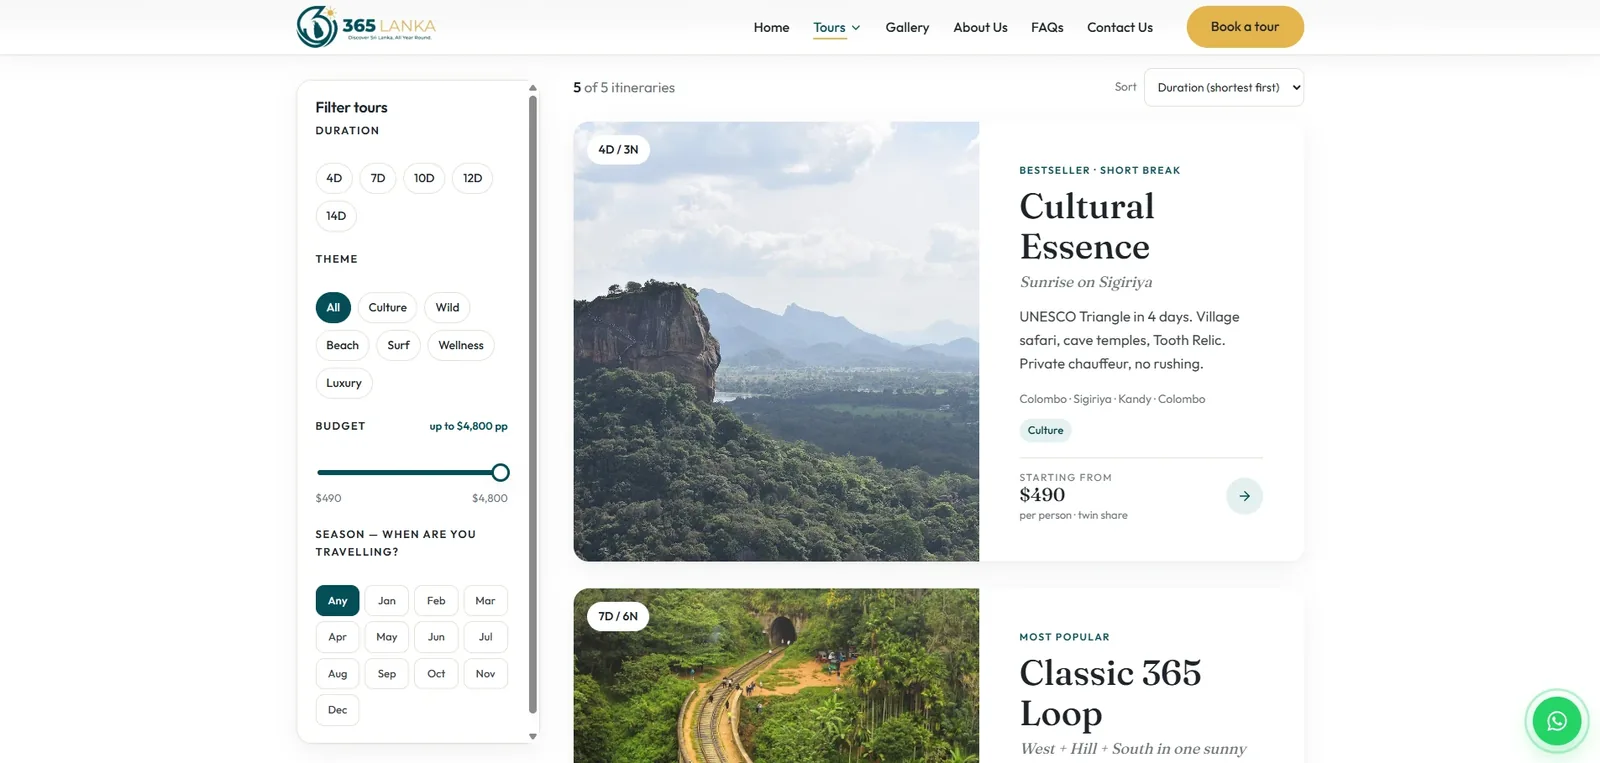 365 LANKA
Discover Sri Lanka, All Year Round.
Home
Tours
Gallery
About Us
FAQs
Contact Us
Book a tour
Filter tours
DURATION
4D
7D
10D
12D
14D
THEME
All
Culture
Wild
Beach
Surf
Wellness
Luxury
BUDGET
up to $4,800 pp
$490
$4,800
SEASON — WHEN ARE YOU
TRAVELLING?
Any
Jan
Feb
Mar
Apr
May
Jun
Jul
Aug
Sep
Oct
Nov
Dec
5 of 5 itineraries
Sort
Duration (shortest first)
4D / 3N
BESTSELLER · SHORT BREAK
Cultural
Essence
Sunrise on Sigiriya
UNESCO Triangle in 4 days. Village
safari, cave temples, Tooth Relic.
Private chauffeur, no rushing.
Colombo · Sigiriya · Kandy · Colombo
Culture
STARTING FROM
$490
per person · twin share
7D / 6N
MOST POPULAR
Classic 365
Loop
West + Hill + South in one sunny